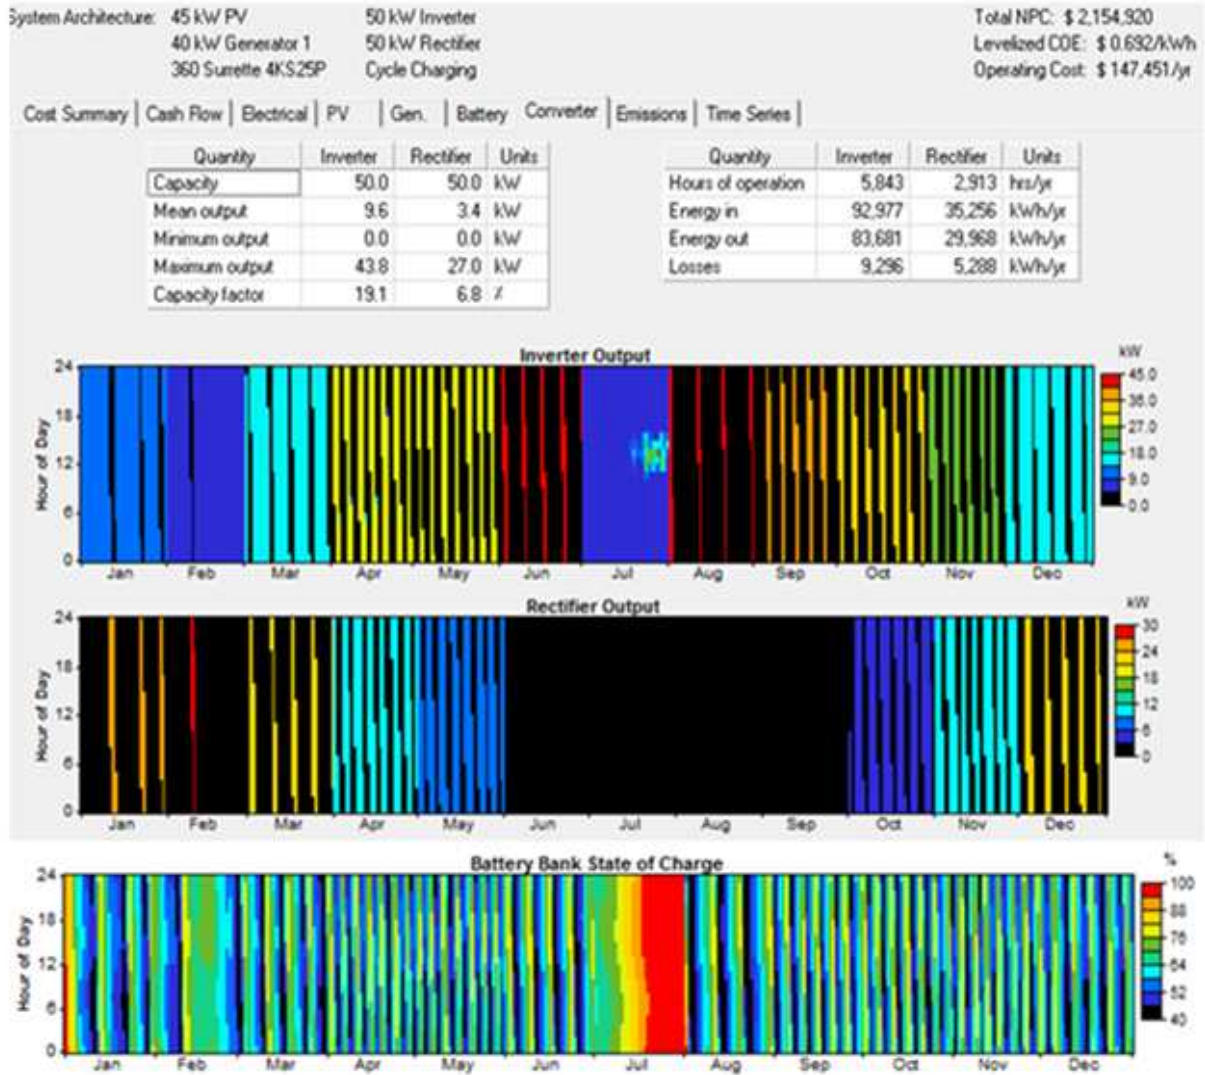 System Architecture: 45 kW PV 50 kW Inverter Total NPC: $ 2,154,920
40 kW Generator 1 50 kW Rectifier Levelized COE: $ 0.692/kWh
360 Surrette 4KS25P Cycle Charging Operating Cost: $ 147,451/yr
Cost Summary Cash Flow Electrical PV Gen. Battery Converter Emissions Time Series
Quantity Inverter Rectifier Units
Capacity 50.0 50.0 kW
Mean output 9.6 3.4 kW
Minimum output 0.0 0.0 kW
Maximum output 43.8 27.0 kW
Capacity factor 19.1 6.8 %
Quantity Inverter Rectifier Units
Hours of operation 5,843 2,913 hrs/yr
Energy in 92,977 35,256 kWh/yr
Energy out 83,681 29,968 kWh/yr
Losses 9,296 5,288 kWh/yr
Inverter Output
kW
Hour of Day
24
18
12
6
0
Jan Feb Mar Apr May Jun Jul Aug Sep Oct Nov Dec
45.0
36.0
27.0
18.0
9.0
0.0
Rectifier Output
kW
Hour of Day
24
18
12
6
0
Jan Feb Mar Apr May Jun Jul Aug Sep Oct Nov Dec
30
24
18
12
6
0
Battery Bank State of Charge
%
Hour of Day
24
18
12
6
0
Jan Feb Mar Apr May Jun Jul Aug Sep Oct Nov Dec
100
88
76
64
52
40